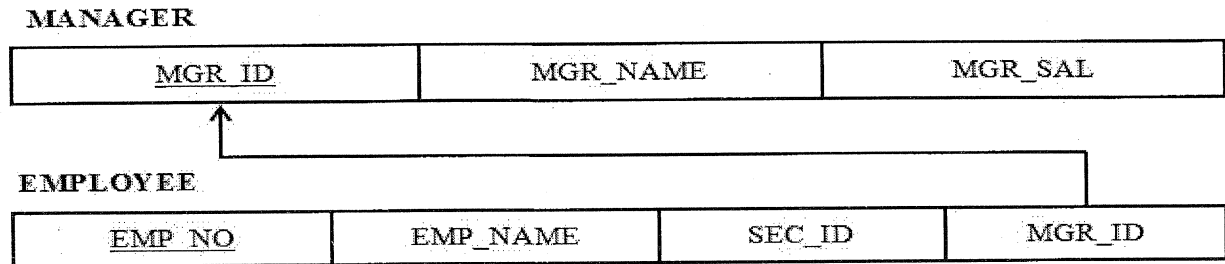 MANAGER
MGR_ID MGR_NAME MGR_SAL
EMPLOYEE
EMP_NO EMP_NAME SEC_ID MGR_ID